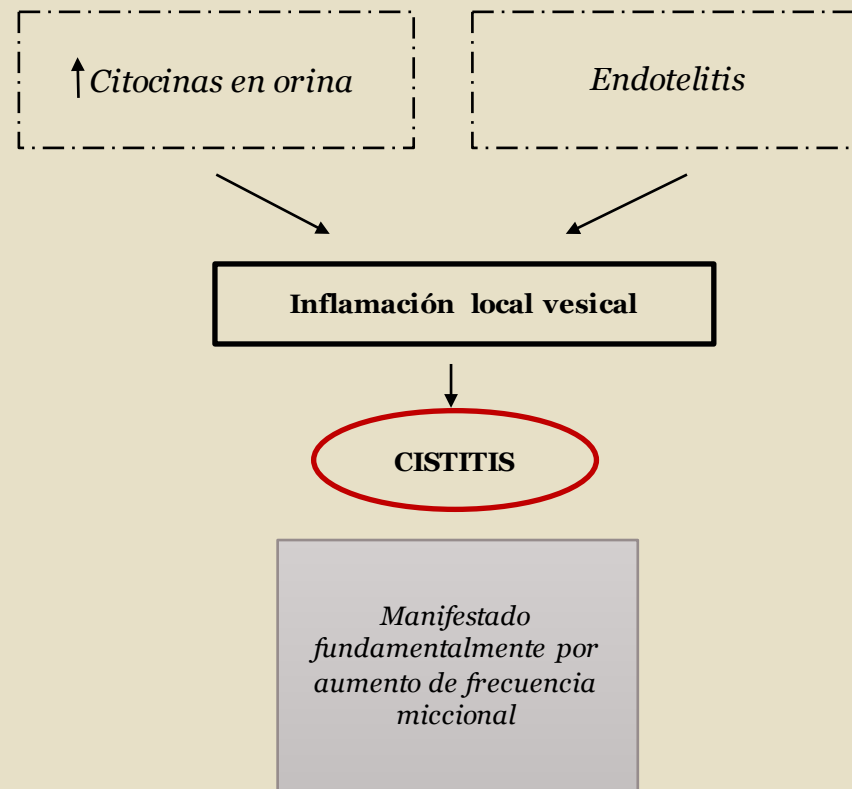 Citocinas en orina
Endotelitis
Inflamación local vesical
CISTITIS
Manifestado
fundamentalmente por
aumento de frecuencia
miccional